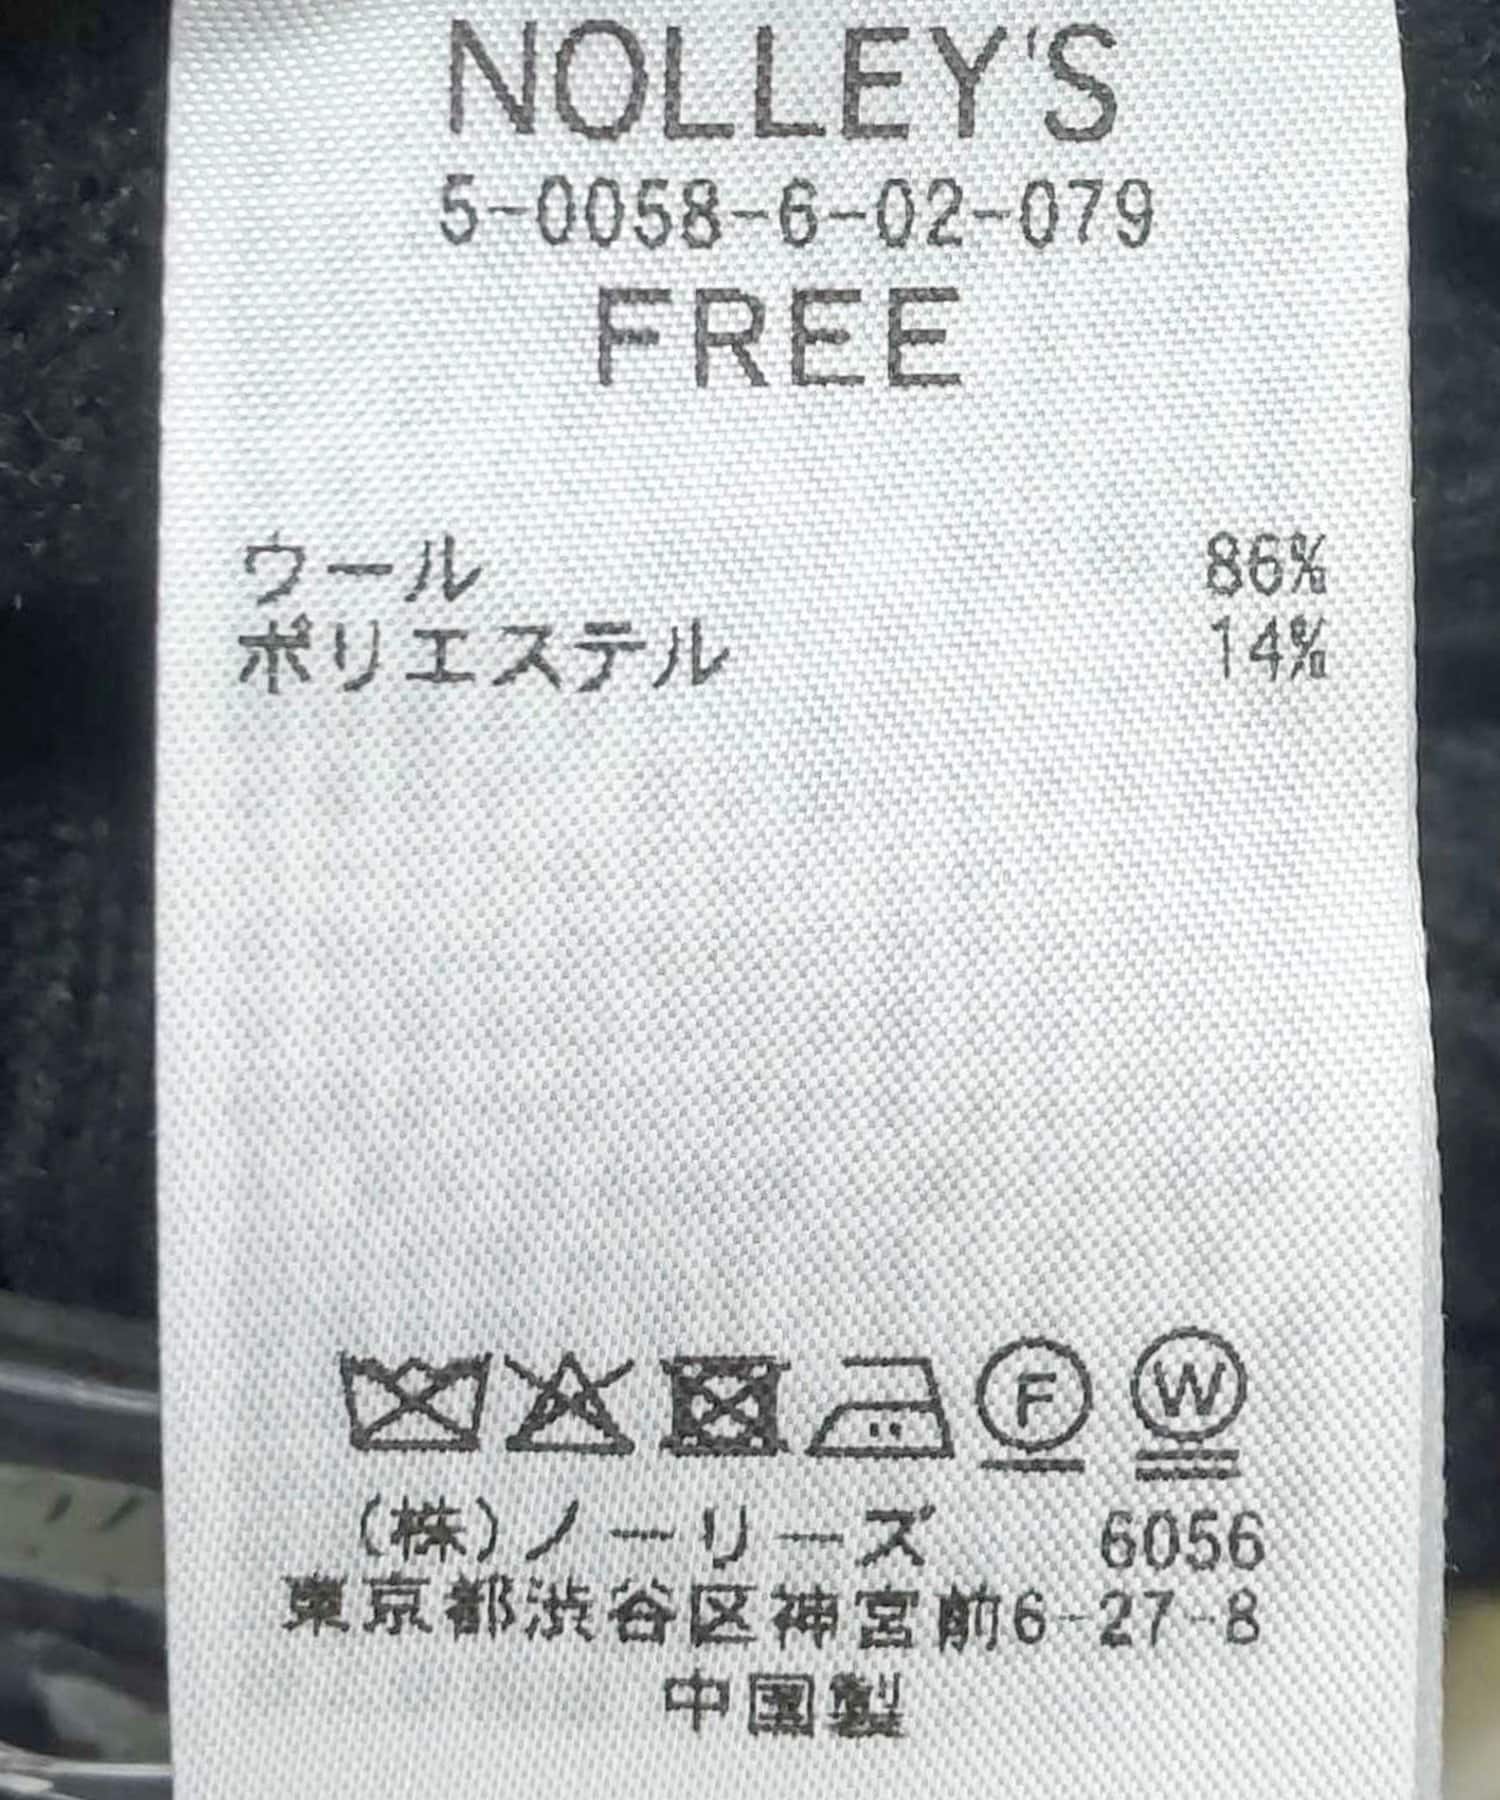 NOLLEY'S
5-0058-6-02-079
FREE
ウール 86%
ポリエステル 14%
F W
(株)ノーリーズ 6056
東京都渋谷区神宮前6-27-8
中国製